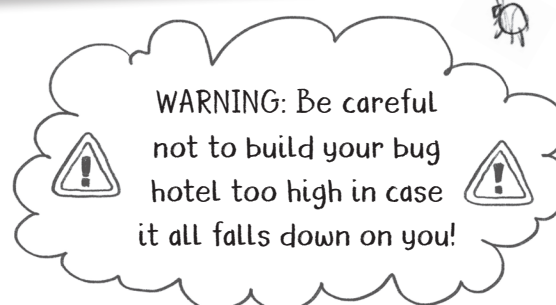 WARNING: Be careful
not to build your bug
hotel too high in case
it all falls down on you!